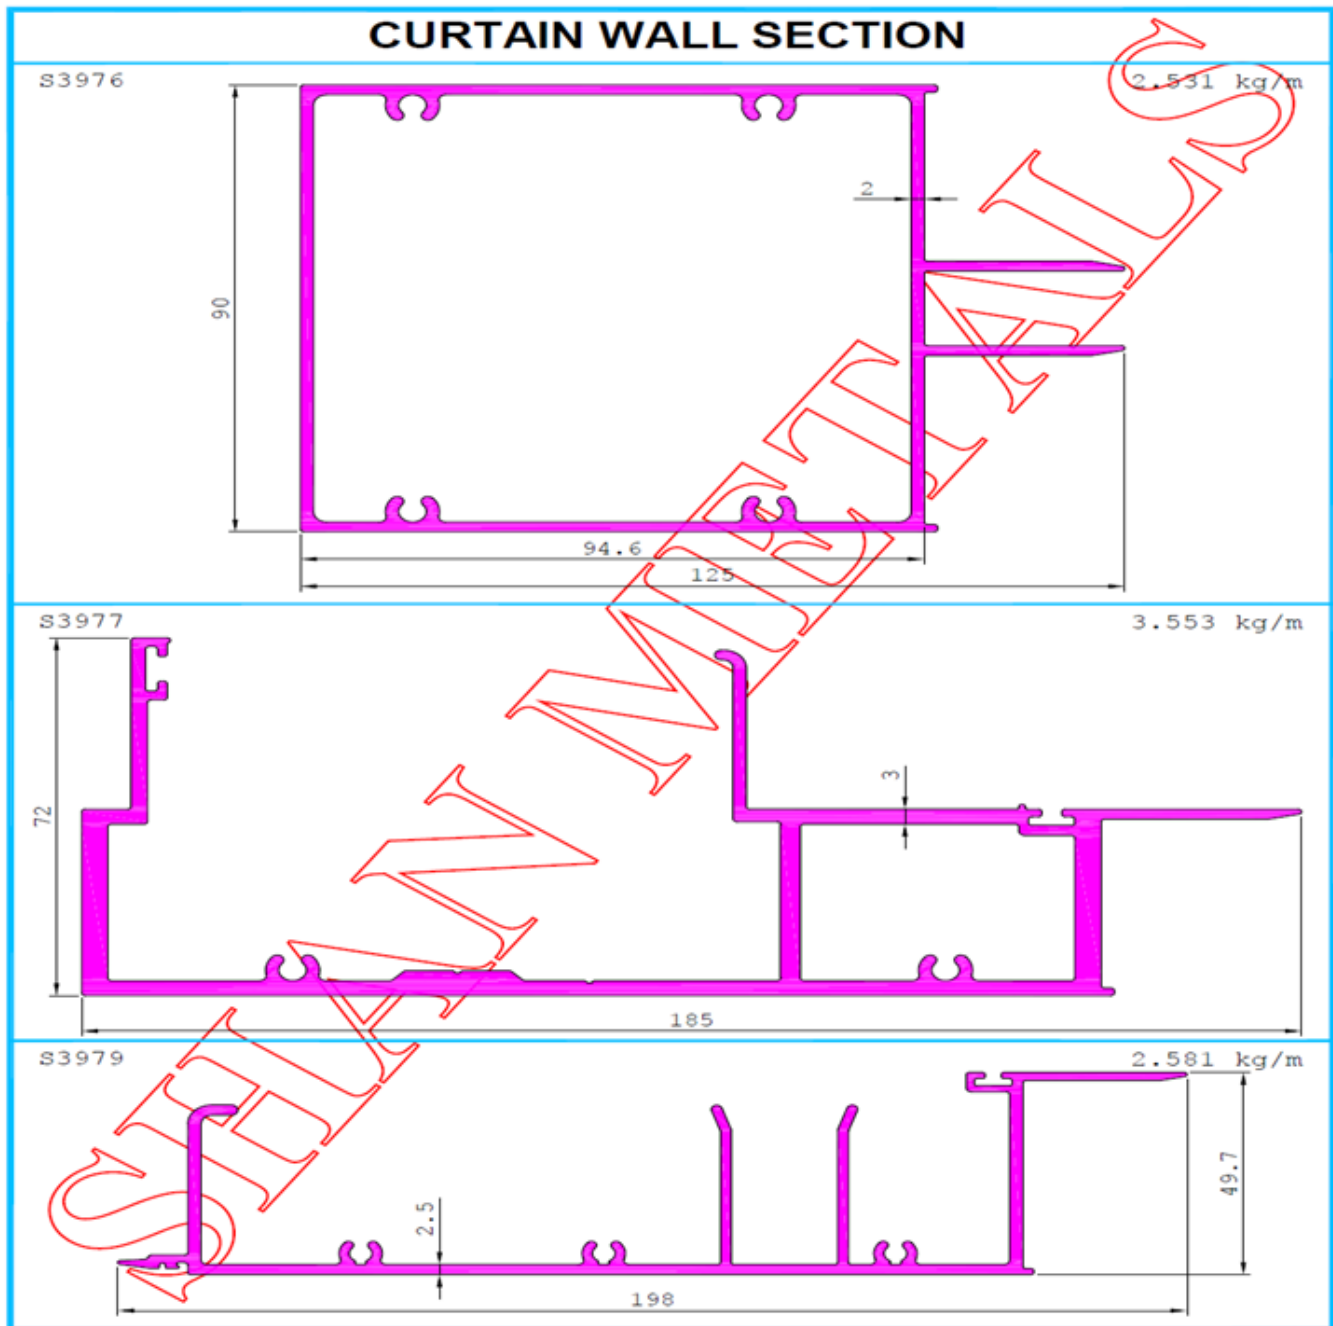 CURTAIN WALL SECTION
S3976
2.531 kg/m
2
90
94.6
125
S3977
3.553 kg/m
3
72
185
S3979
2.581 kg/m
2.5
49.7
198
SHAN METAILS